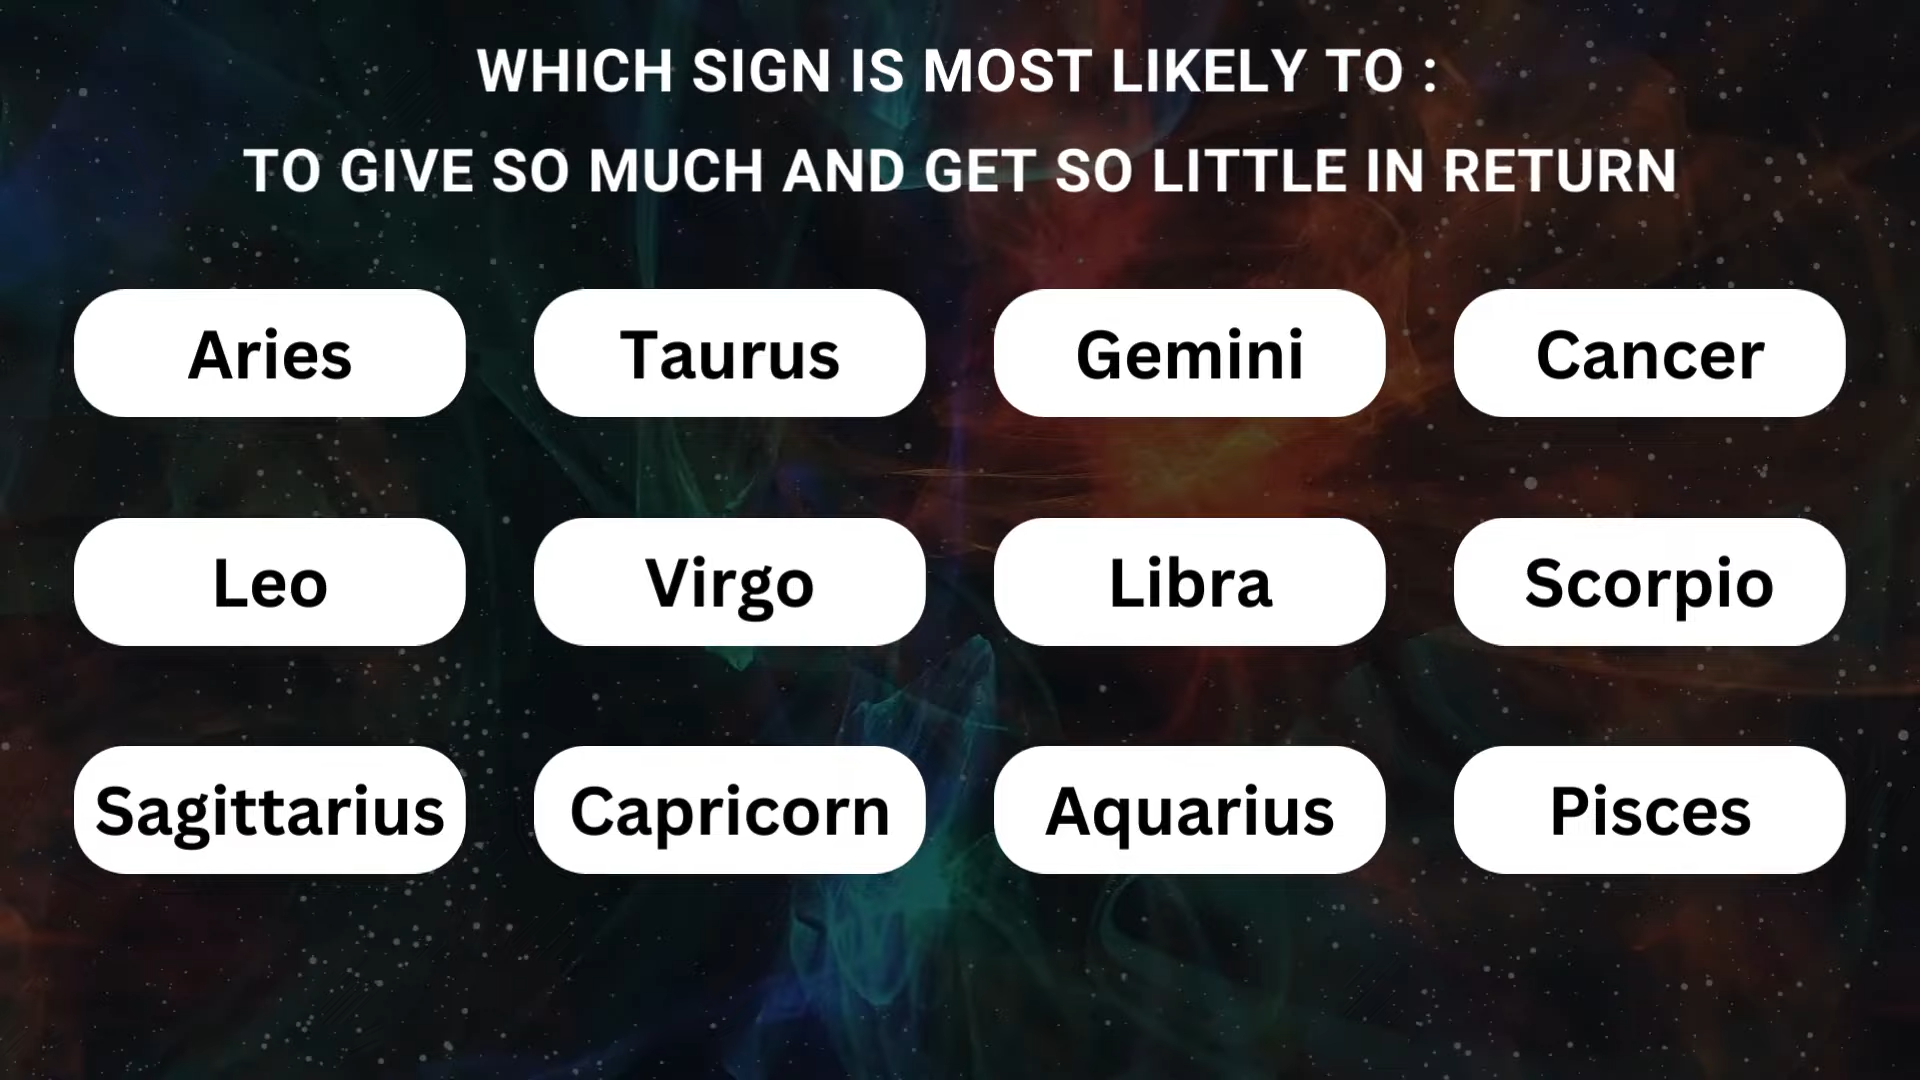 WHICH SIGN IS MOST LIKELY TO :
TO GIVE SO MUCH AND GET SO LITTLE IN RETURN
Aries Taurus Gemini Cancer
Leo Virgo Libra Scorpio
Sagittarius Capricorn Aquarius Pisces